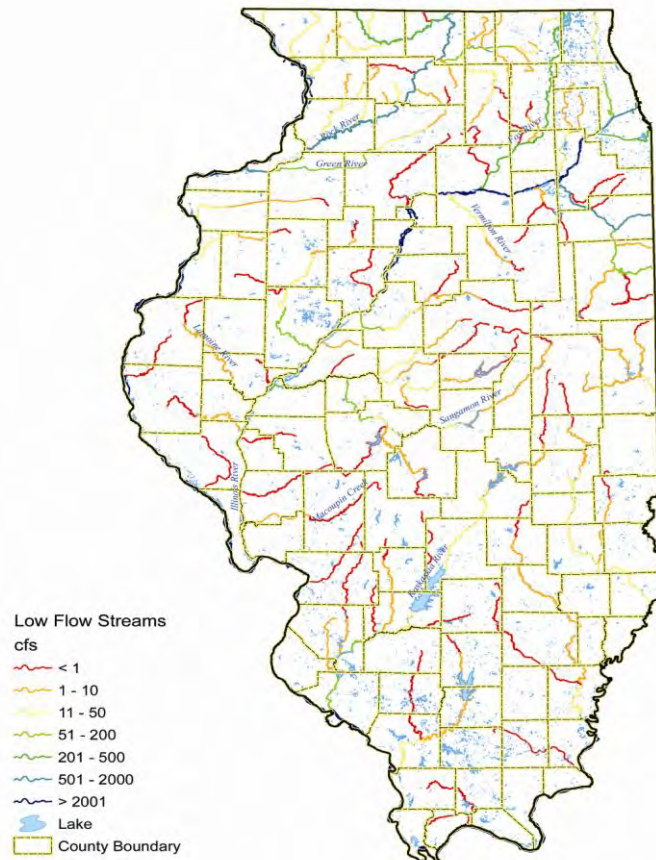 Rock River
Fox River
Green River
Vermilion River
Lamoine River
Sangamon River
Illinois River
Macoupin Creek
Kaskaskia River
Low Flow Streams
cfs
< 1
1 - 10
11 - 50
51 - 200
201 - 500
501 - 2000
> 2001
Lake
County Boundary